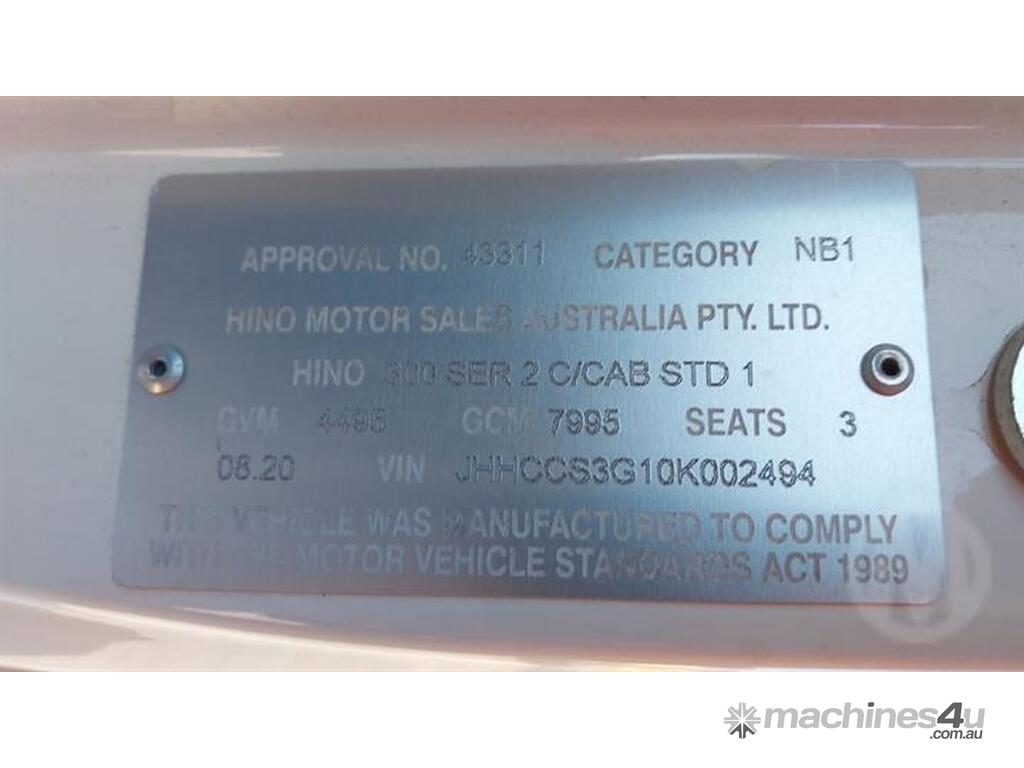 APPROVAL NO. 43311 CATEGORY NB1
HINO MOTOR SALES AUSTRALIA PTY. LTD.
HINO 300 SER 2 C/CAB STD 1
GVM 4495 GCM 7995 SEATS 3
08.20 VIN JHHCCS3G10K002494
THIS VEHICLE WAS MANUFACTURED TO COMPLY
WITH THE MOTOR VEHICLE STANDARDS ACT 1989
machines4u
.com.au